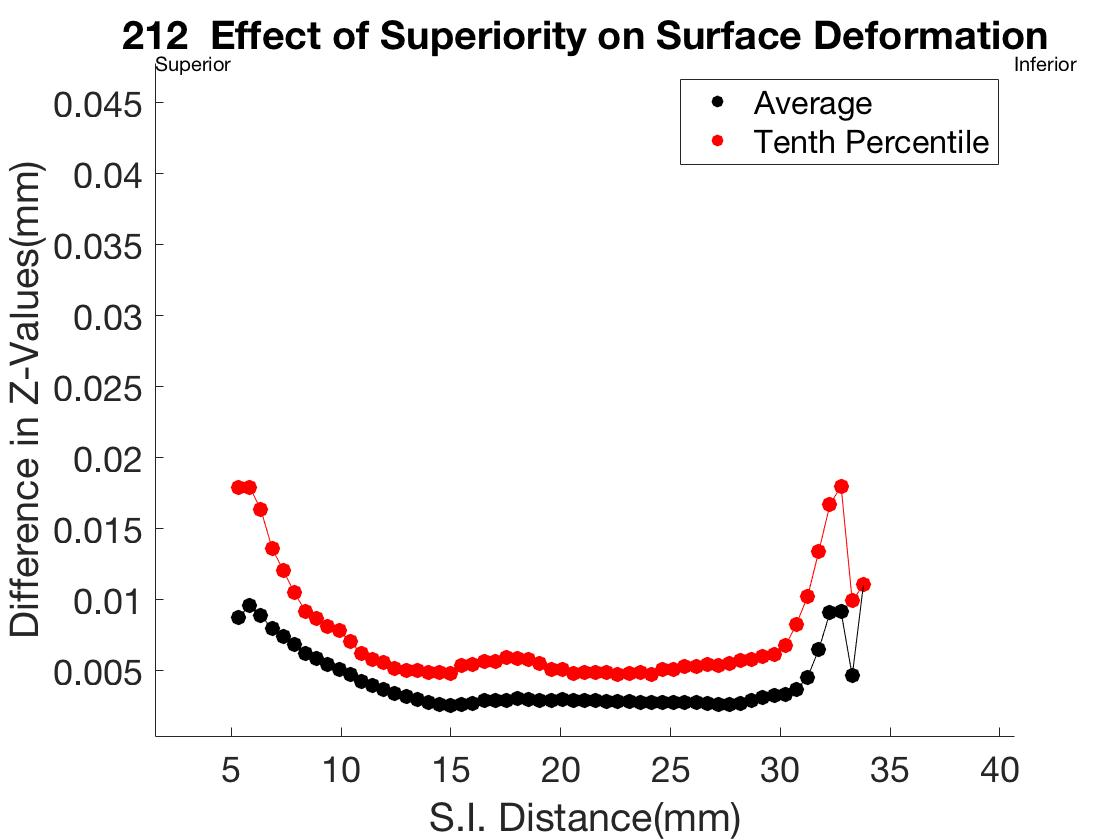 212  Effect of Superiority on Surface Deformation
Superior
Inferior
Average
Tenth Percentile
0.045
0.04
0.035
0.03
0.025
0.02
0.015
0.01
0.005
Difference in Z-Values(mm)
5 10 15 20 25 30 35 40
S.I. Distance(mm)